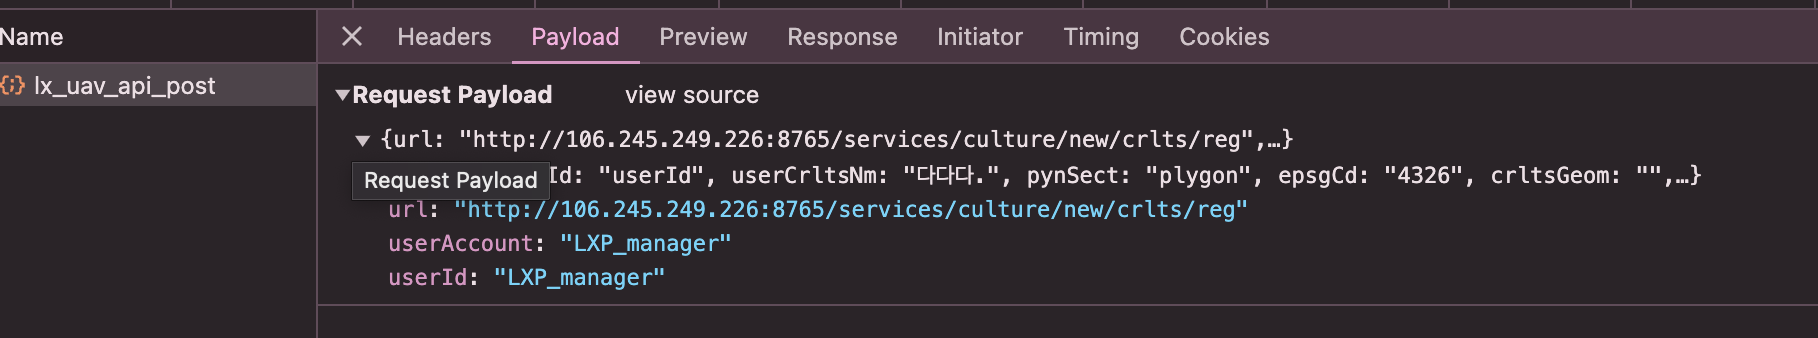 Name
Headers Payload Preview Response Initiator Timing Cookies
lx_uav_api_post
Request Payload view source
{url: "http://106.245.249.226:8765/services/culture/new/crlts/reg",…}
Request Payload
Id: "userId", userCrltsNm: "다다다.", pynSect: "plygon", epsgCd: "4326", crltsGeom: "",…}
url: "http://106.245.249.226:8765/services/culture/new/crlts/reg"
userAccount: "LXP_manager"
userId: "LXP_manager"